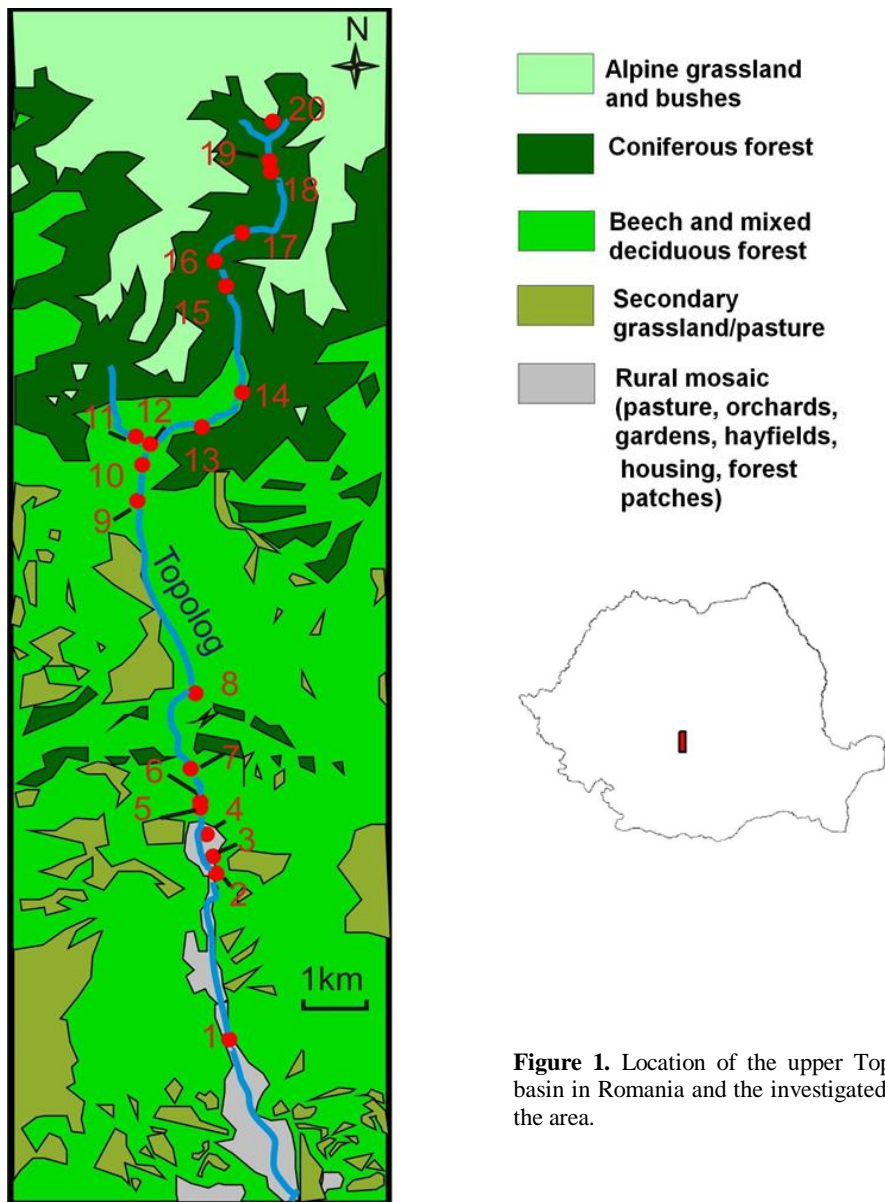 N
20
19
18
17
16
15
14
11
12
13
10
9
Topolog
8
7
6
5
4
3
2
1km
1
Alpine grassland
and bushes
Coniferous forest
Beech and mixed
deciduous forest
Secondary
grassland/pasture
Rural mosaic
(pasture, orchards,
gardens, hayfields,
housing, forest
patches)
Figure 1. Location of the upper Top
basin in Romania and the investigated
the area.